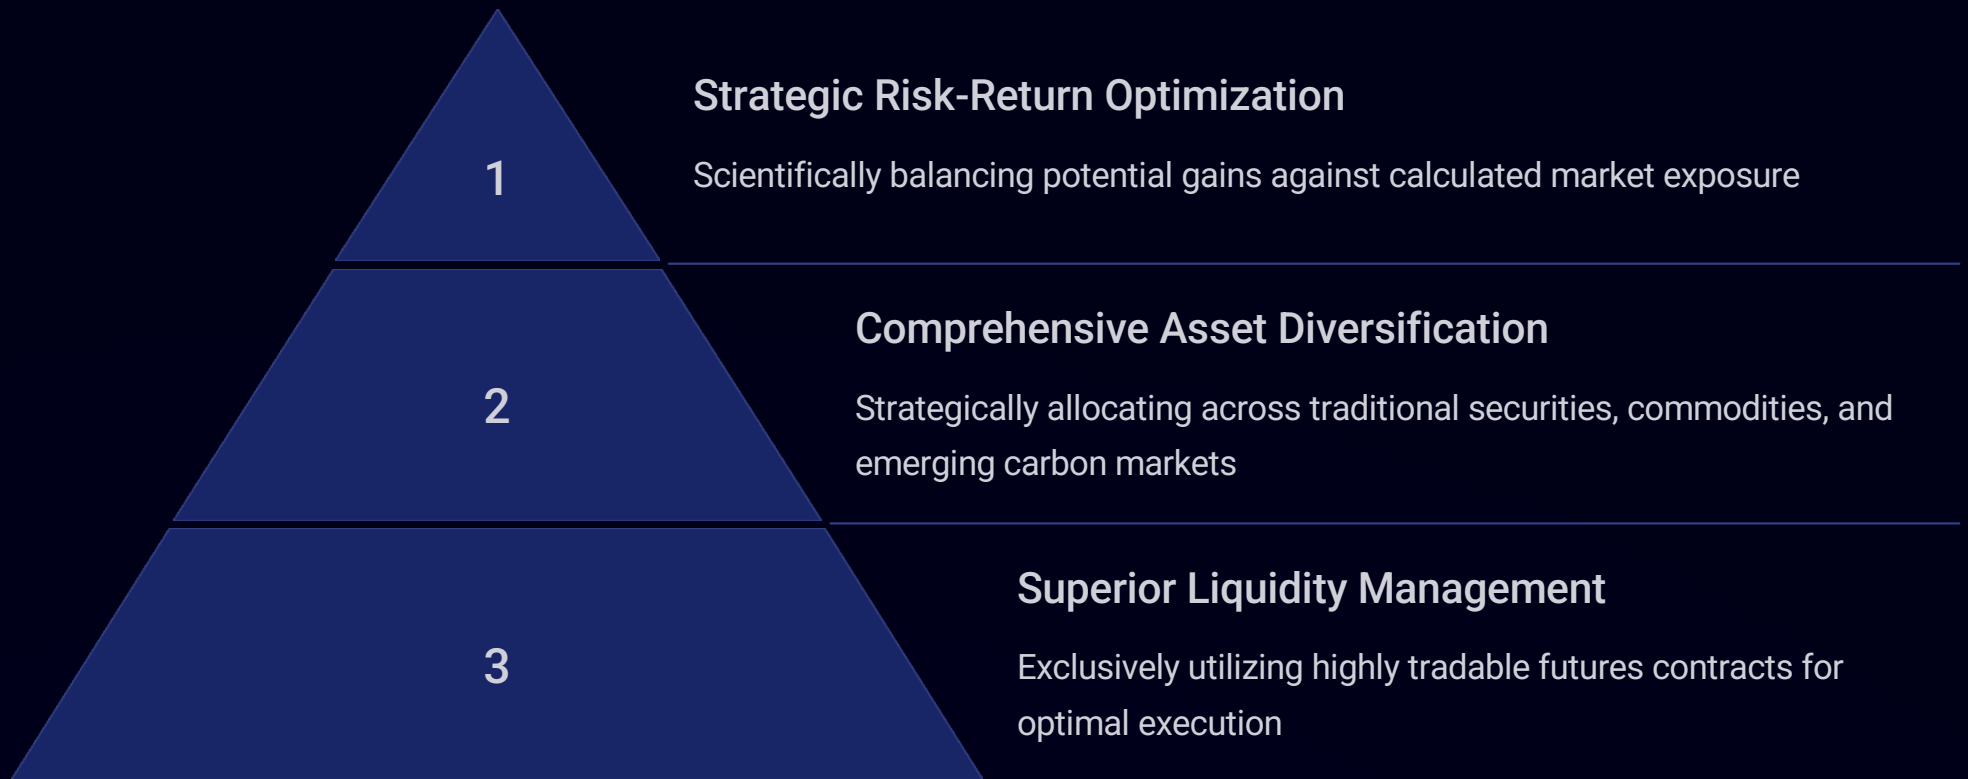 1
Strategic Risk-Return Optimization
Scientifically balancing potential gains against calculated market exposure
2
Comprehensive Asset Diversification
Strategically allocating across traditional securities, commodities, and
emerging carbon markets
3
Superior Liquidity Management
Exclusively utilizing highly tradable futures contracts for
optimal execution